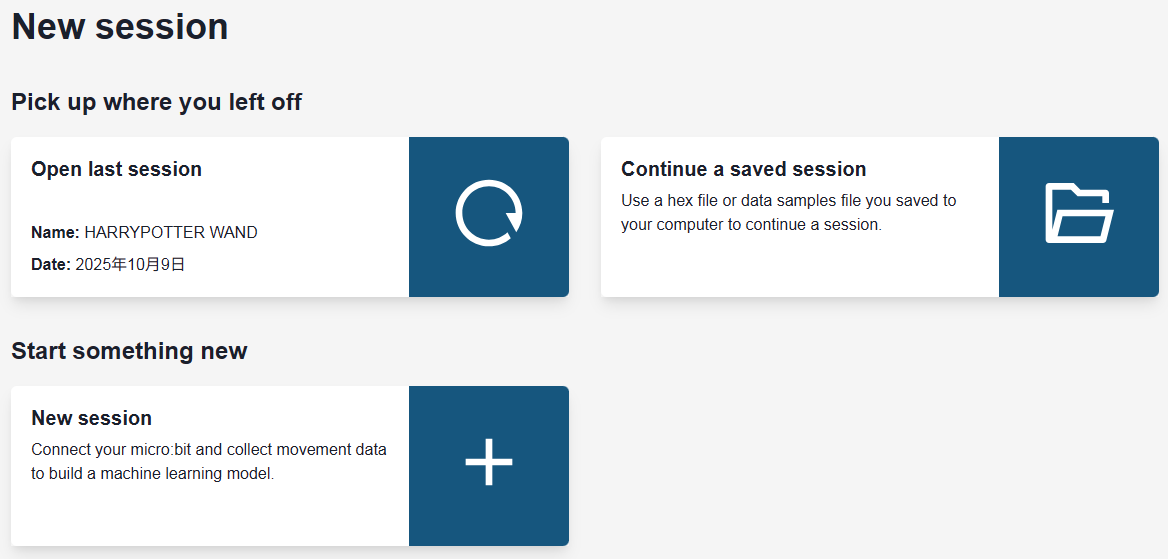 New session
Pick up where you left off
Open last session
Name: HARRYPOTTER WAND
Date: 2025年10月9日
Continue a saved session
Use a hex file or data samples file you saved to
your computer to continue a session.
Start something new
New session
Connect your micro:bit and collect movement data
to build a machine learning model.